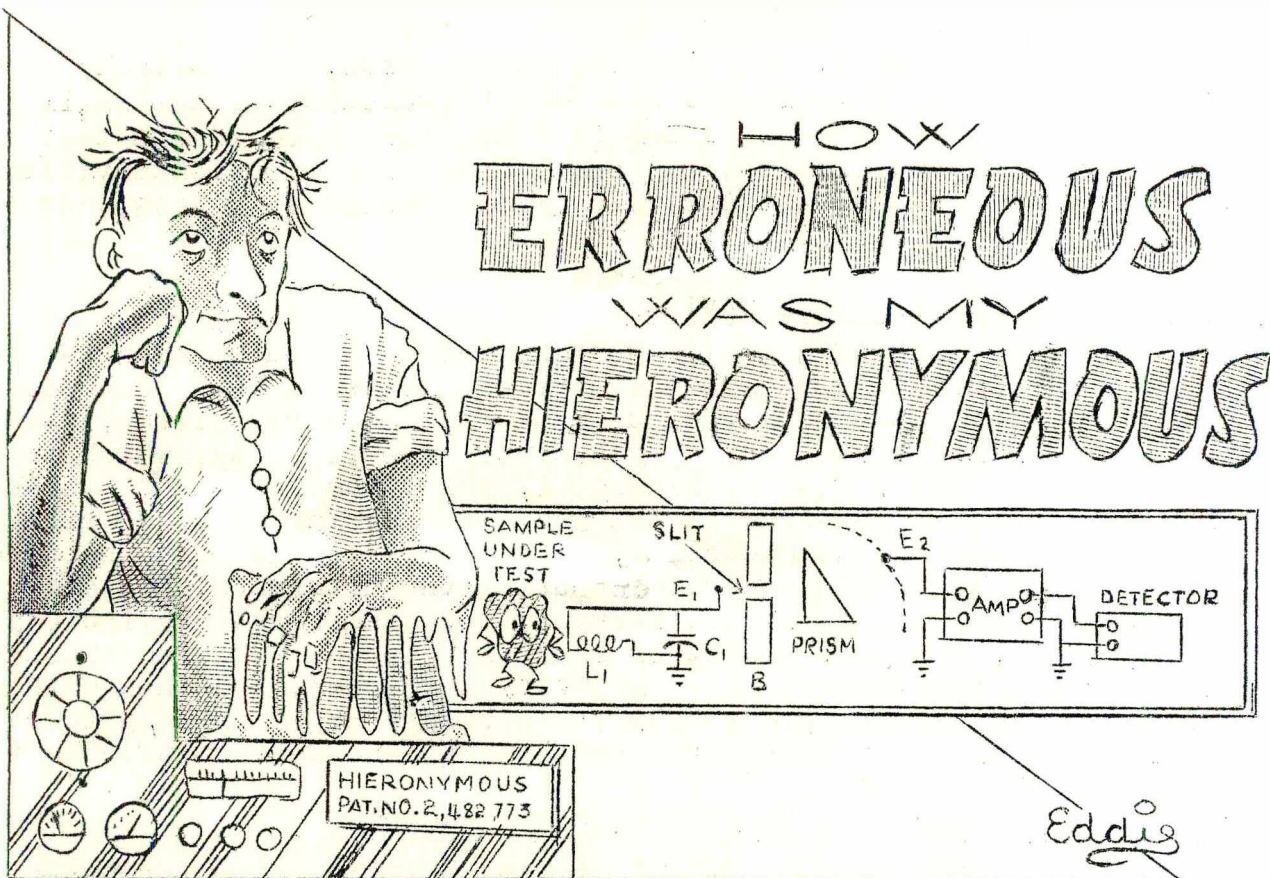 HOW
ERRONEOUS
WAS MY
HIERONYMOUS
SAMPLE
UNDER
TEST
SLIT
E1
E2
L1
C1
B
PRISM
AMP
DETECTOR
HIERONYMOUS
PAT. NO. 2,482 773
Eddie